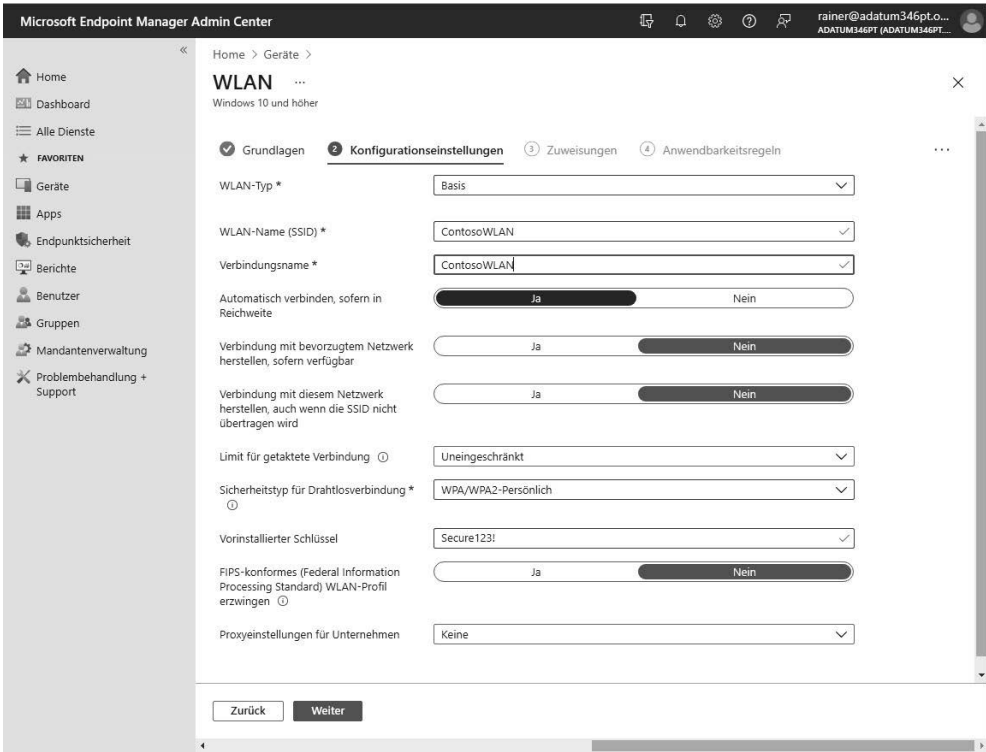 Microsoft Endpoint Manager Admin Center
rainer@adatum346pt.o...
ADATUM346PT (ADATUM346PT....
«
Home
Dashboard
Alle Dienste
FAVORITEN
Geräte
Apps
Endpunktsicherheit
Berichte
Benutzer
Gruppen
Mandantenverwaltung
Problembehandlung +
Support
Home > Geräte >
WLAN ...
Windows 10 und höher
Grundlagen
2 Konfigurationseinstellungen
3 Zuweisungen
4 Anwendbarkeitsregeln
...
WLAN-Typ *
Basis
WLAN-Name (SSID) *
ContosoWLAN
Verbindungsname *
ContosoWLAN
Automatisch verbinden, sofern in
Reichweite
Ja Nein
Verbindung mit bevorzugtem Netzwerk
herstellen, sofern verfügbar
Ja Nein
Verbindung mit diesem Netzwerk
herstellen, auch wenn die SSID nicht
übertragen wird
Ja Nein
Limit für getaktete Verbindung
Uneingeschränkt
Sicherheitstyp für Drahtlosverbindung *
WPA/WPA2-Persönlich
Vorinstallierter Schlüssel
Secure123!
FIPS-konformes (Federal Information
Processing Standard) WLAN-Profil
erzwingen
Ja Nein
Proxyeinstellungen für Unternehmen
Keine
Zurück
Weiter